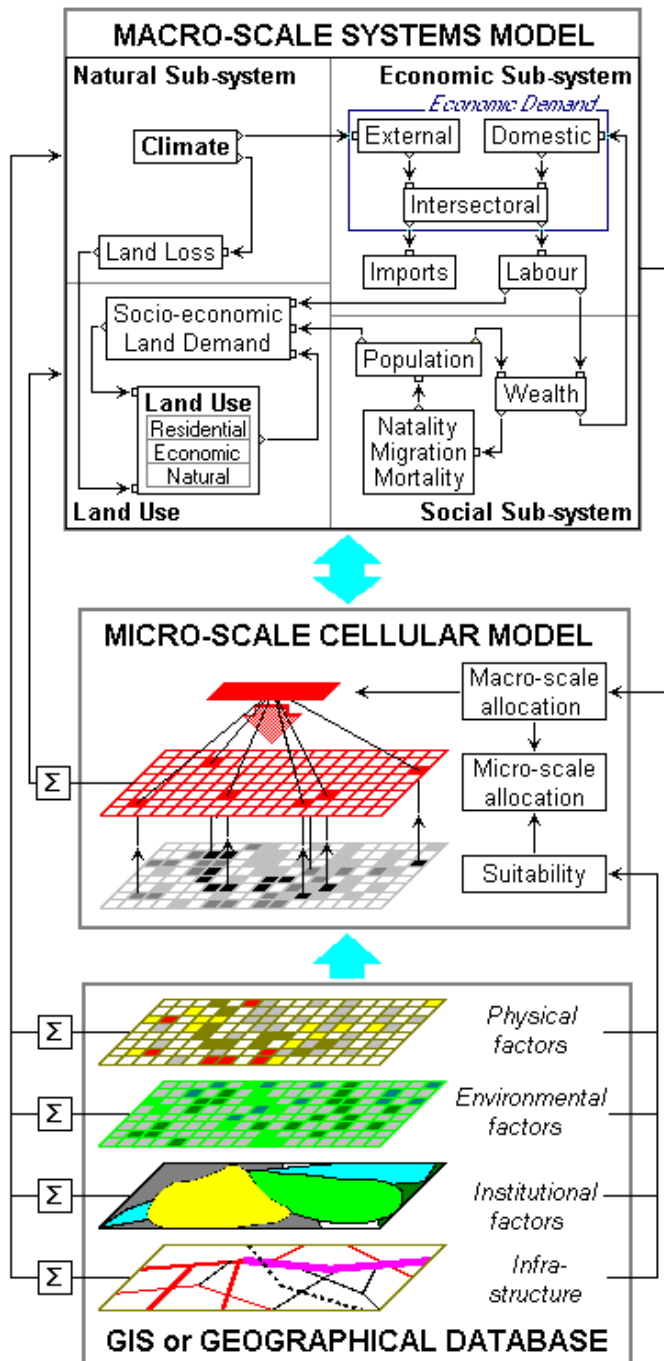 MACRO-SCALE SYSTEMS MODEL
Natural Sub-system
Economic Sub-system
Economic Demand
Climate
External
Domestic
Intersectoral
Land Loss
Imports
Labour
Socio-economic
Land Demand
Population
Wealth
Land Use
Residential
Economic
Natural
Natality
Migration
Mortality
Land Use
Social Sub-system
MICRO-SCALE CELLULAR MODEL
Macro-scale
allocation
Micro-scale
allocation
Σ
Suitability
Σ
Physical
factors
Σ
Environmental
factors
Σ
Institutional
factors
Σ
Infra-
structure
GIS or GEOGRAPHICAL DATABASE